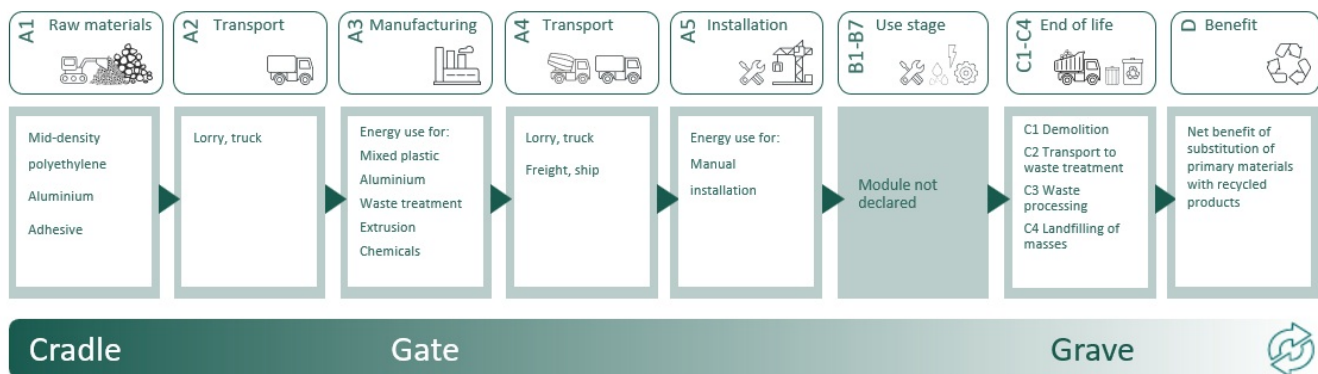 A1 Raw materials
A2 Transport
A3 Manufacturing
A4 Transport
A5 Installation
B1-B7 Use stage
C1-C4 End of life
D Benefit
Mid-density
polyethylene
Aluminium
Adhesive
Lorry, truck
Energy use for:
Mixed plastic
Aluminium
Waste treatment
Extrusion
Chemicals
Lorry, truck
Freight, ship
Energy use for:
Manual
installation
Module not
declared
C1 Demolition
C2 Transport to
waste treatment
C3 Waste
processing
C4 Landfilling of
masses
Net benefit of
substitution of
primary materials
with recycled
products
Cradle
Gate
Grave